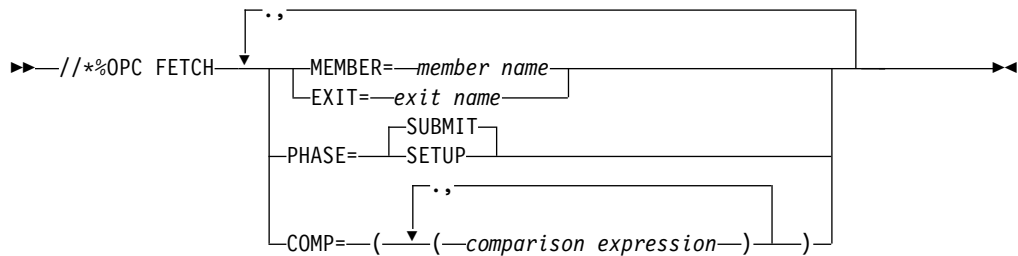 .,
//*%OPC FETCH MEMBER= member name
EXIT= exit name
SUBMIT
PHASE= SETUP
.,
COMP= ( ( comparison expression ) )